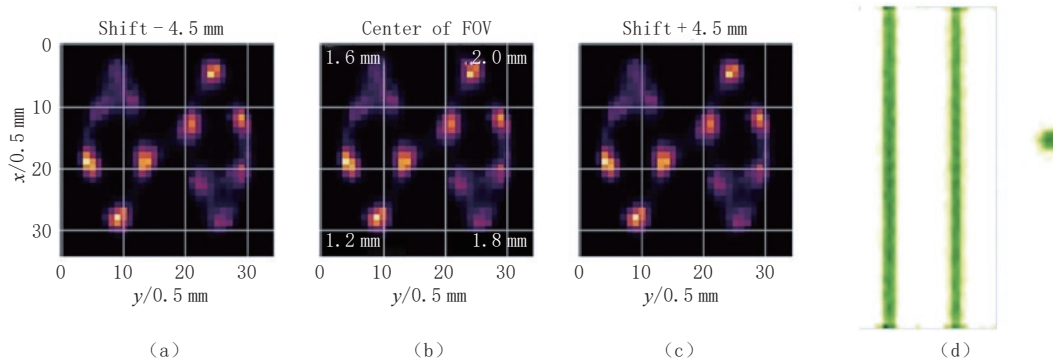 Shift − 4.5 mm
Center of FOV
Shift + 4.5 mm
0
10
20
30
x/0.5 mm
1.6 mm
2.0 mm
1.2 mm
1.8 mm
0 10 20 30
0 10 20 30
0 10 20 30
y/0.5 mm
y/0.5 mm
y/0.5 mm
(a)
(b)
(c)
(d)